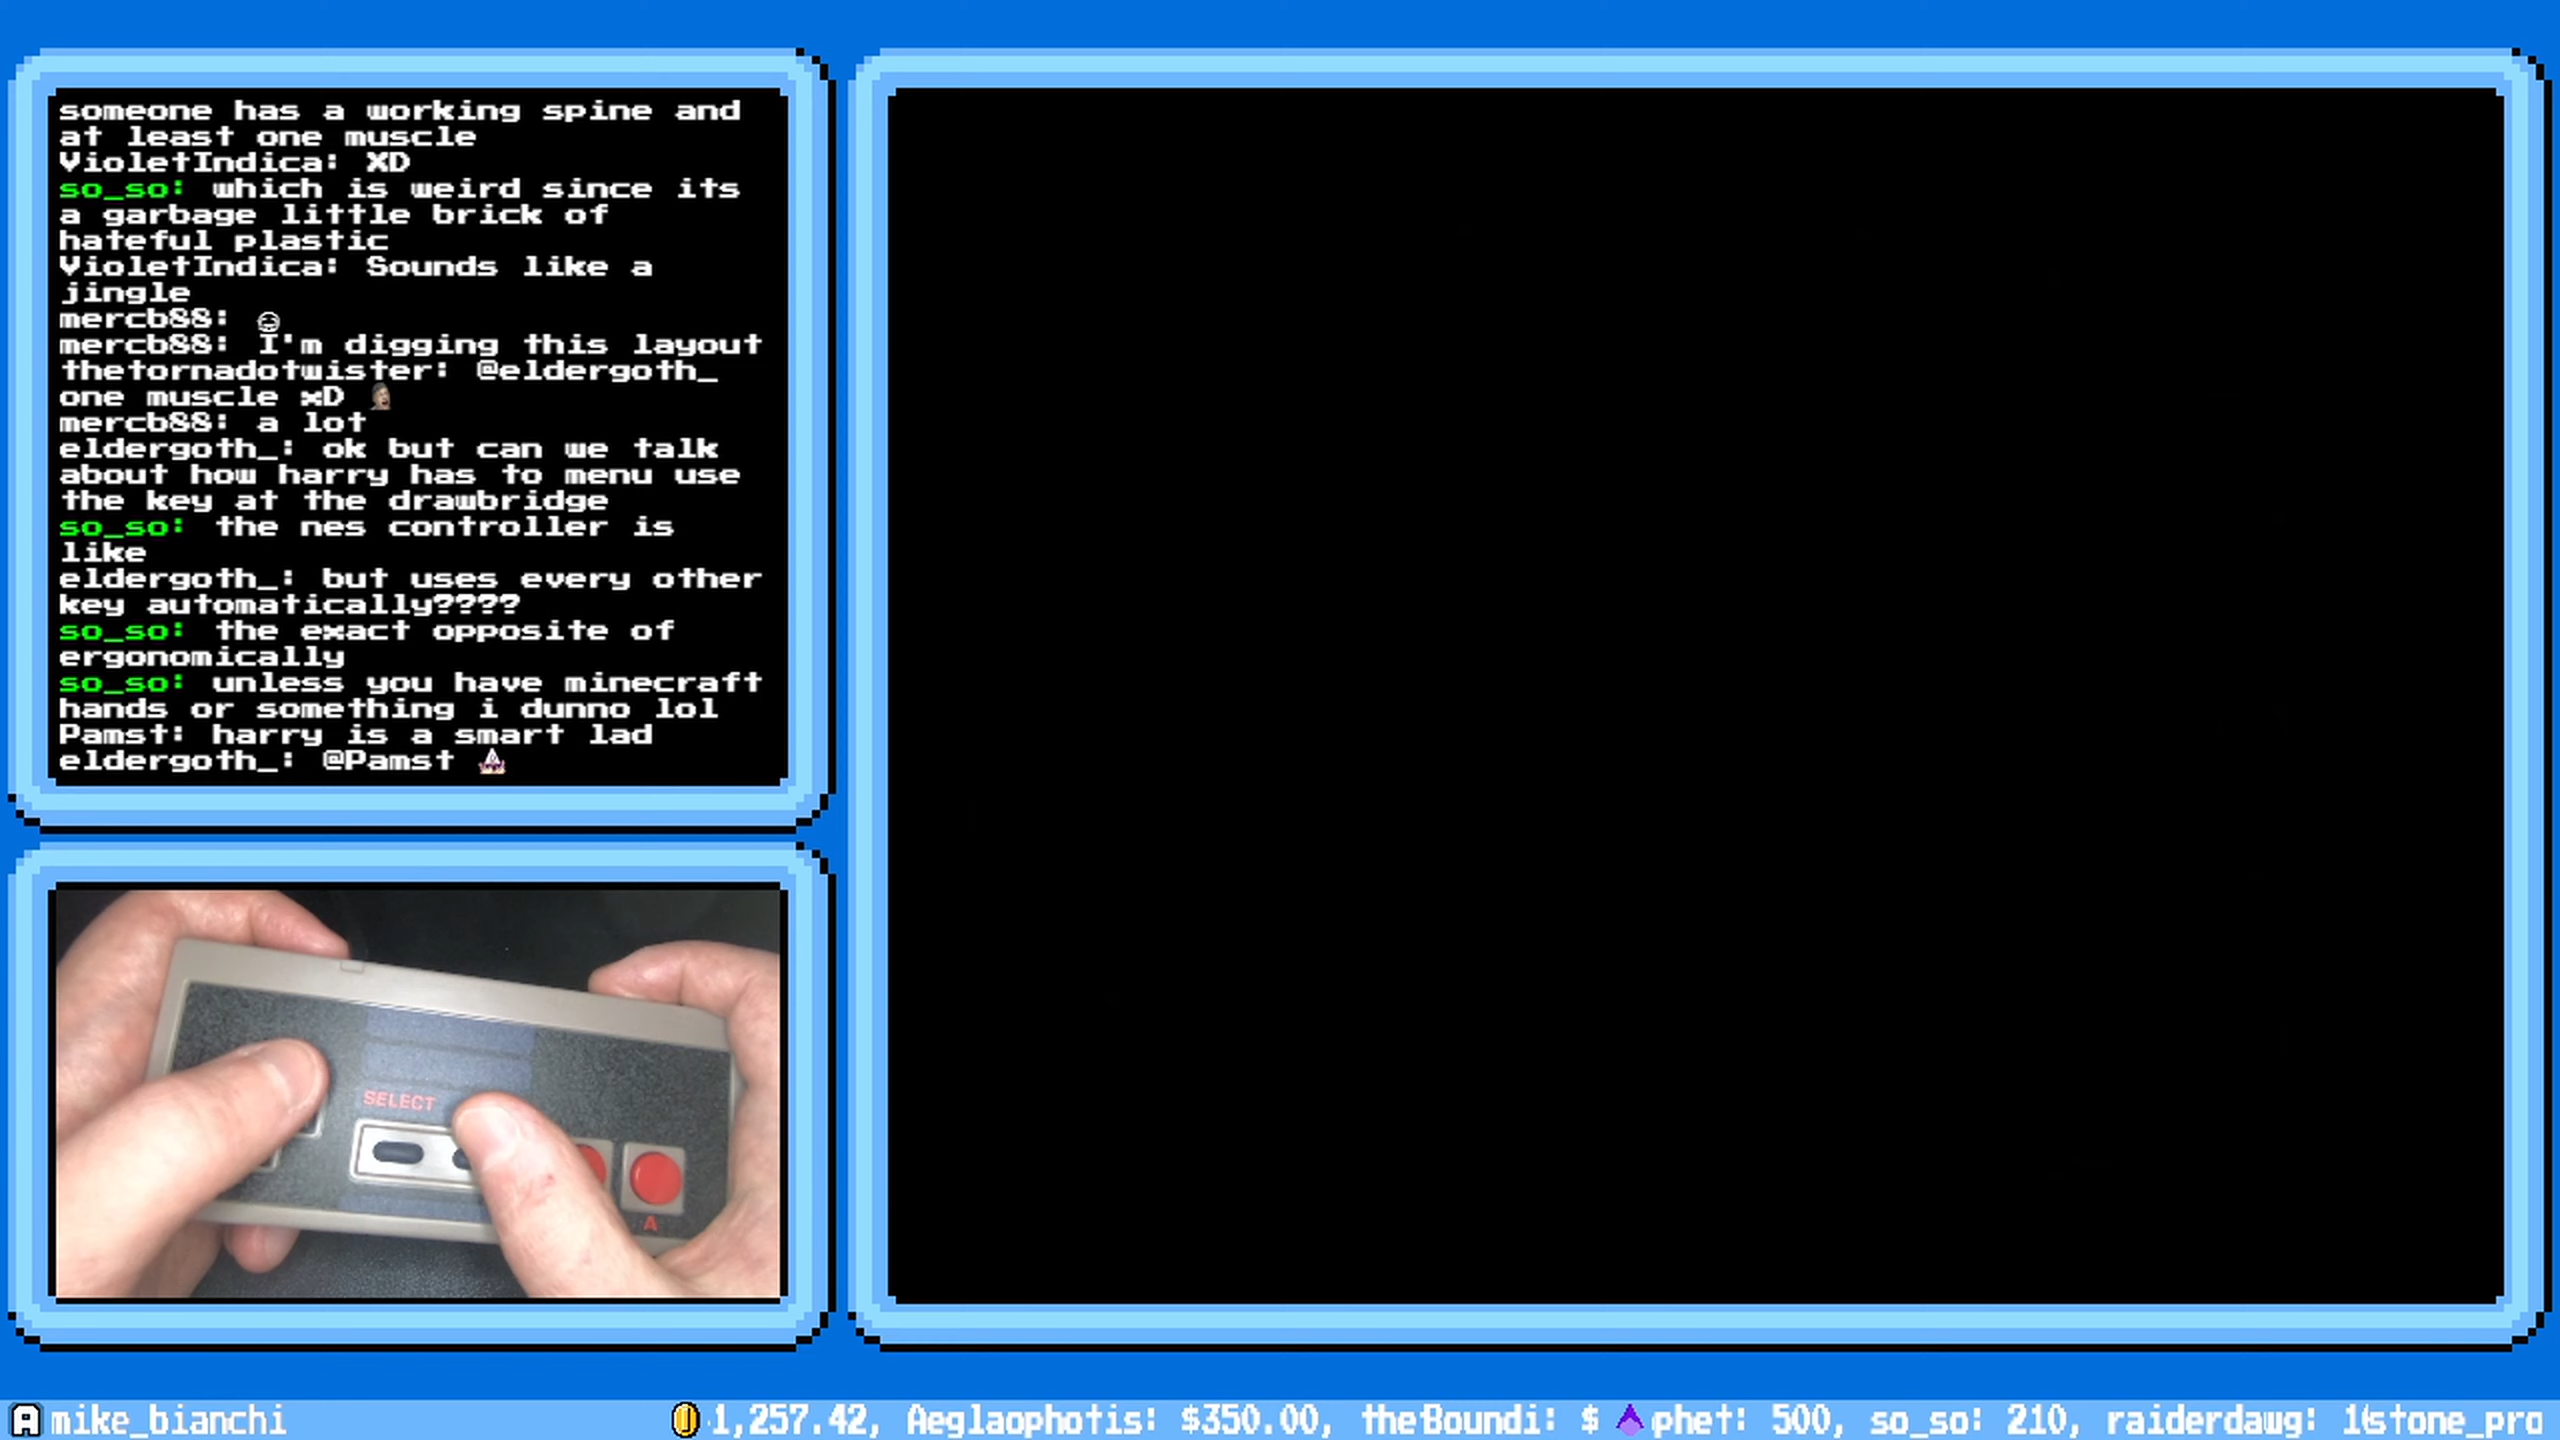 someone has a working spine and
at least one muscle
VioletIndica: XD
so_so: which is weird since its
a garbage little brick of
hateful plastic
VioletIndica: Sounds like a
jingle
mercb88:
mercb88: I'm digging this layout
thetornadotwister: @eldergoth_
one muscle xD
mercb88: a lot
eldergoth_: ok but can we talk
about how harry has to menu use
the key at the drawbridge
so_so: the nes controller is
like
eldergoth_: but uses every other
key automatically????
so_so: the exact opposite of
ergonomically
so_so: unless you have minecraft
hands or something i dunno lol
Pamst: harry is a smart lad
eldergoth_: @Pamst
SELECT
A
A mike_bianchi
1,257.42, Aeglaophotis: $350.00, theBoundi: $ phet: 500, so_so: 210, raiderdawg: stone_pro